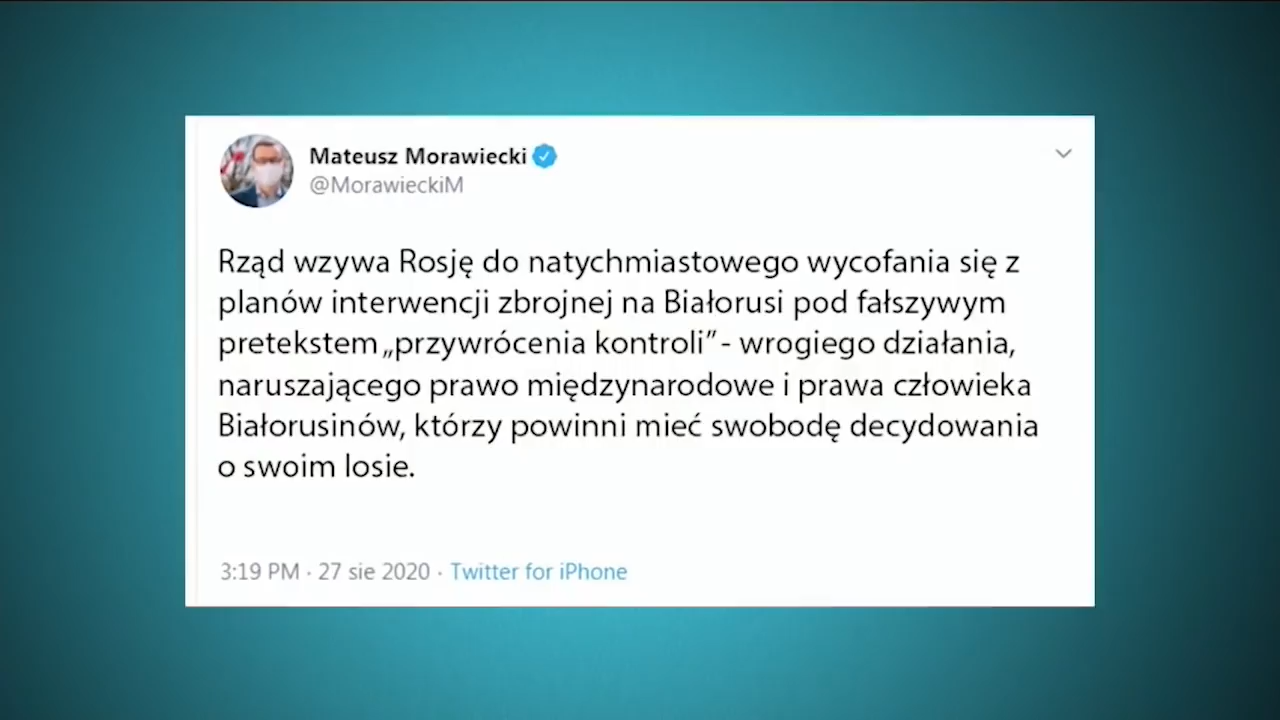 Mateusz Morawiecki
@MorawieckiM
Rząd wzywa Rosję do natychmiastowego wycofania się z
planów interwencji zbrojnej na Białorusi pod fałszywym
pretekstem „przywrócenia kontroli” - wrogiego działania,
naruszającego prawo międzynarodowe i prawa człowieka
Białorusinów, którzy powinni mieć swobodę decydowania
o swoim losie.
3:19 PM · 27 sie 2020 · Twitter for iPhone